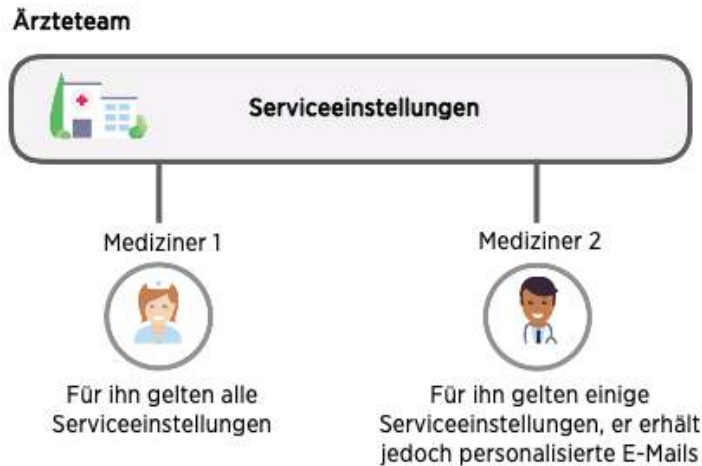 Ärzteteam
Serviceeinstellungen
Mediziner 1
Mediziner 2
Für ihn gelten alle
Serviceeinstellungen
Für ihn gelten einige
Serviceeinstellungen, er erhält
jedoch personalisierte E-Mails